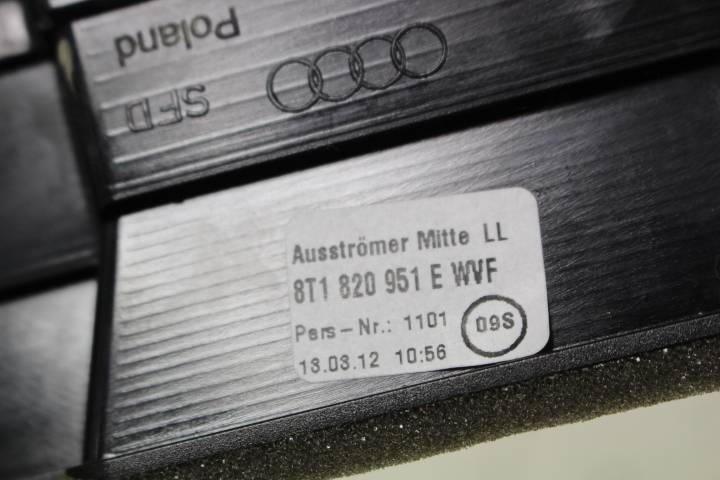 Poland
SFD
Ausströmer Mitte LL
8T1 820 951 E WVF
Pers-Nr.: 1101 09S
13.03.12 10:56